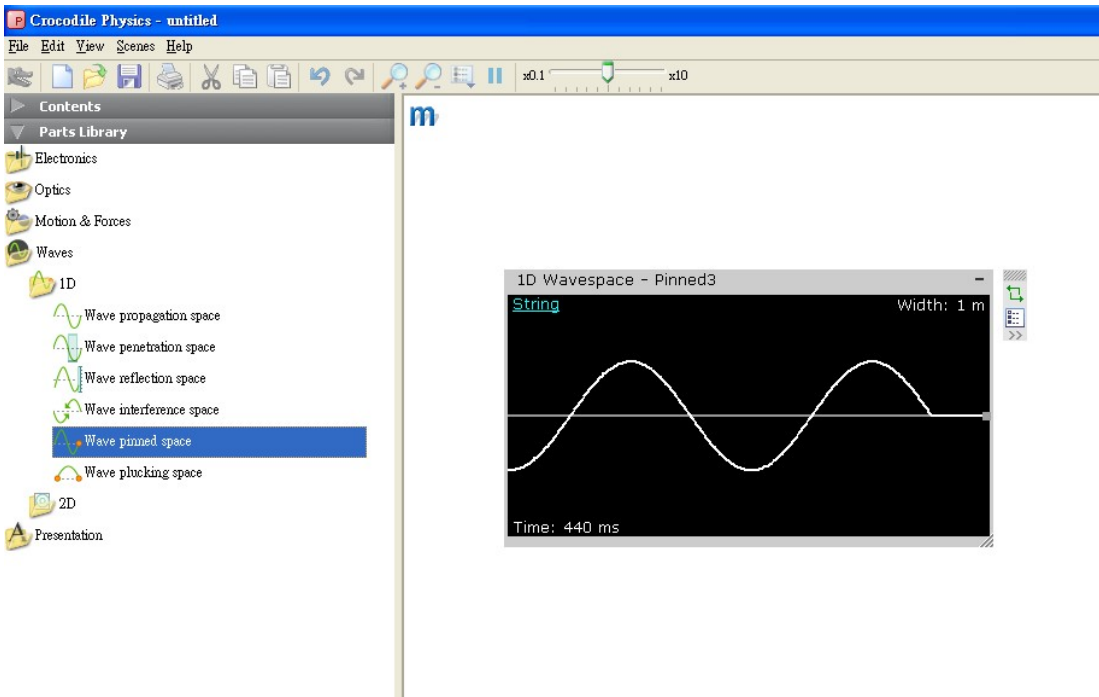 Crocodile Physics - untitled
File Edit View Scenes Help
x0.1 x10
Contents
Parts Library
Electronics
Optics
Motion & Forces
Waves
1D
Wave propagation space
Wave penetration space
Wave reflection space
Wave interference space
Wave pinned space
Wave plucking space
2D
Presentation
m
1D Wavespace - Pinned3
String Width: 1 m
Time: 440 ms